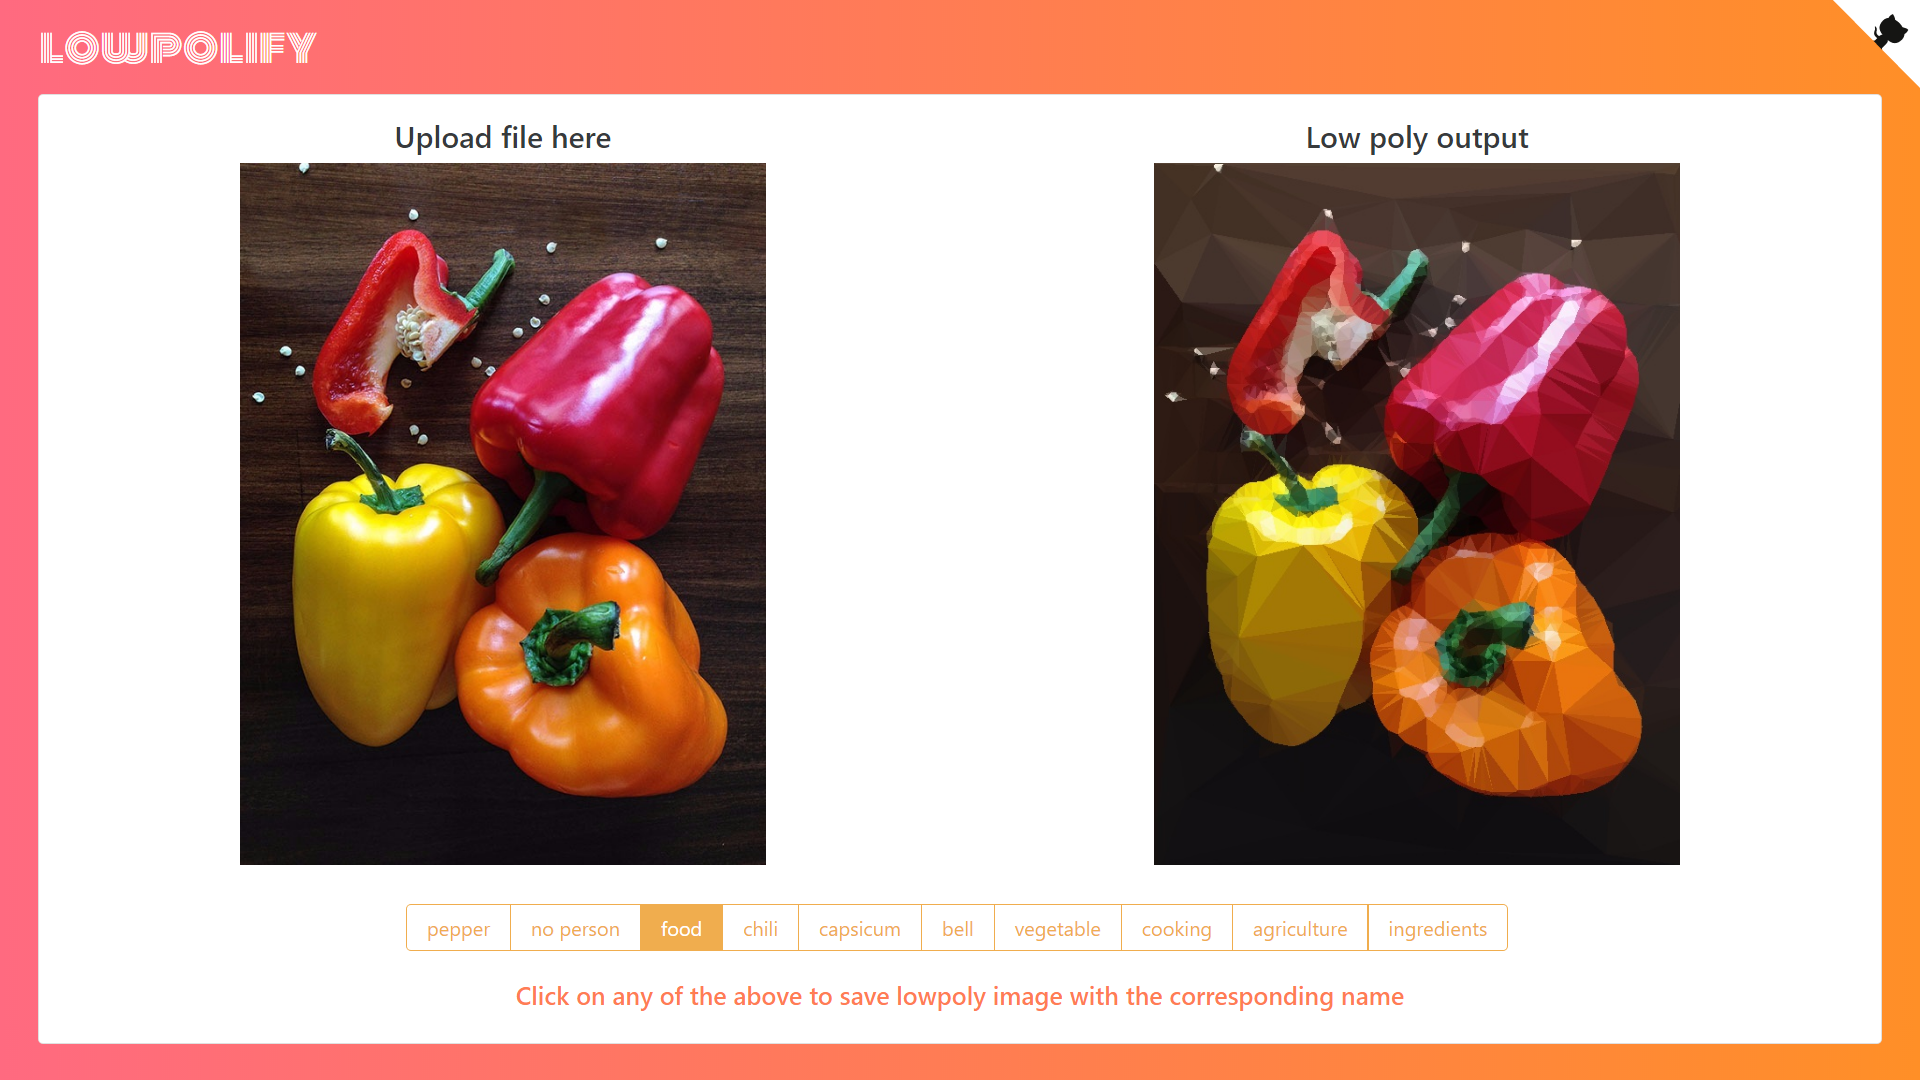 LOWPOLIFY
Upload file here
Low poly output
pepper
no person
food
chili
capsicum
bell
vegetable
cooking
agriculture
ingredients
Click on any of the above to save lowpoly image with the corresponding name